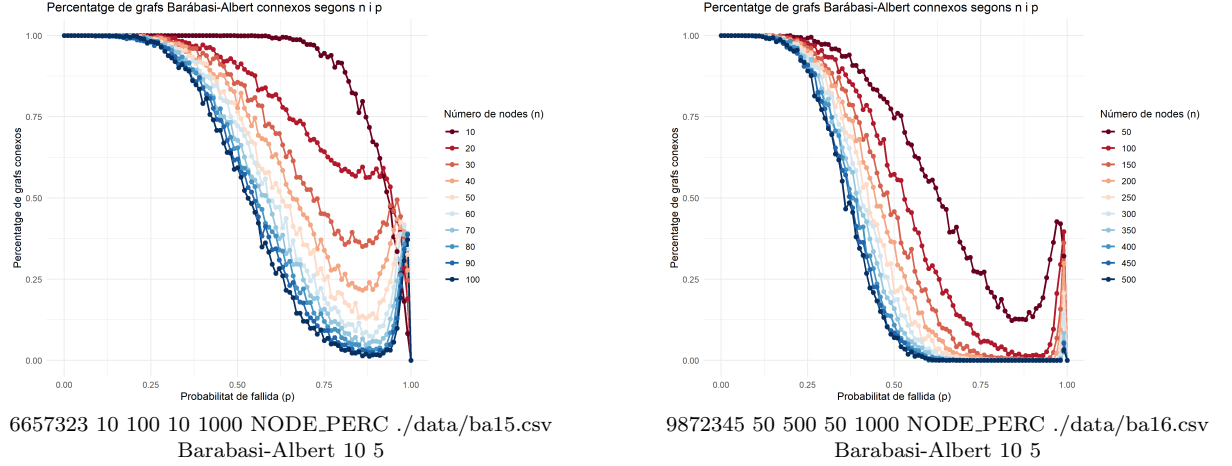 Percentatge de grafs Barábasi-Albert connexos segons n i p
Percentatge de grafs conexos
1.00
0.75
0.50
0.25
0.00
0.00 0.25 0.50 0.75 1.00
Probabilitat de fallida (p)
Número de nodes (n)
10
20
30
40
50
60
70
80
90
100
6657323 10 100 10 1000 NODE_PERC ./data/ba15.csv
Barabasi-Albert 10 5
Percentatge de grafs Barábasi-Albert connexos segons n i p
Percentatge de grafs conexos
1.00
0.75
0.50
0.25
0.00
0.00 0.25 0.50 0.75 1.00
Probabilitat de fallida (p)
Número de nodes (n)
50
100
150
200
250
300
350
400
450
500
9872345 50 500 50 1000 NODE_PERC ./data/ba16.csv
Barabasi-Albert 10 5